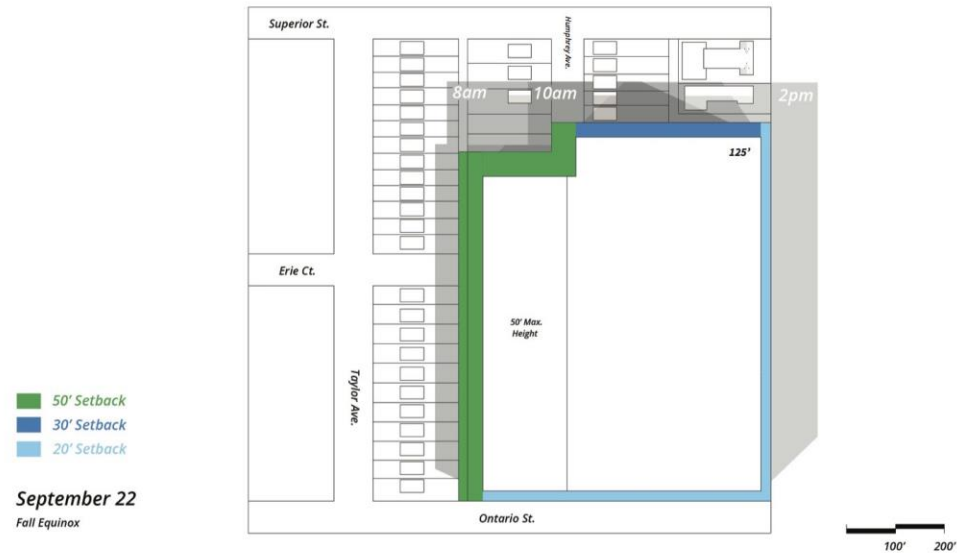 Superior St.
Humphrey Ave.
8am
10am
2pm
125'
Erie Ct.
50' Max.
Height
Taylor Ave.
50' Setback
30' Setback
20' Setback
September 22
Fall Equinox
Ontario St.
100'
200'